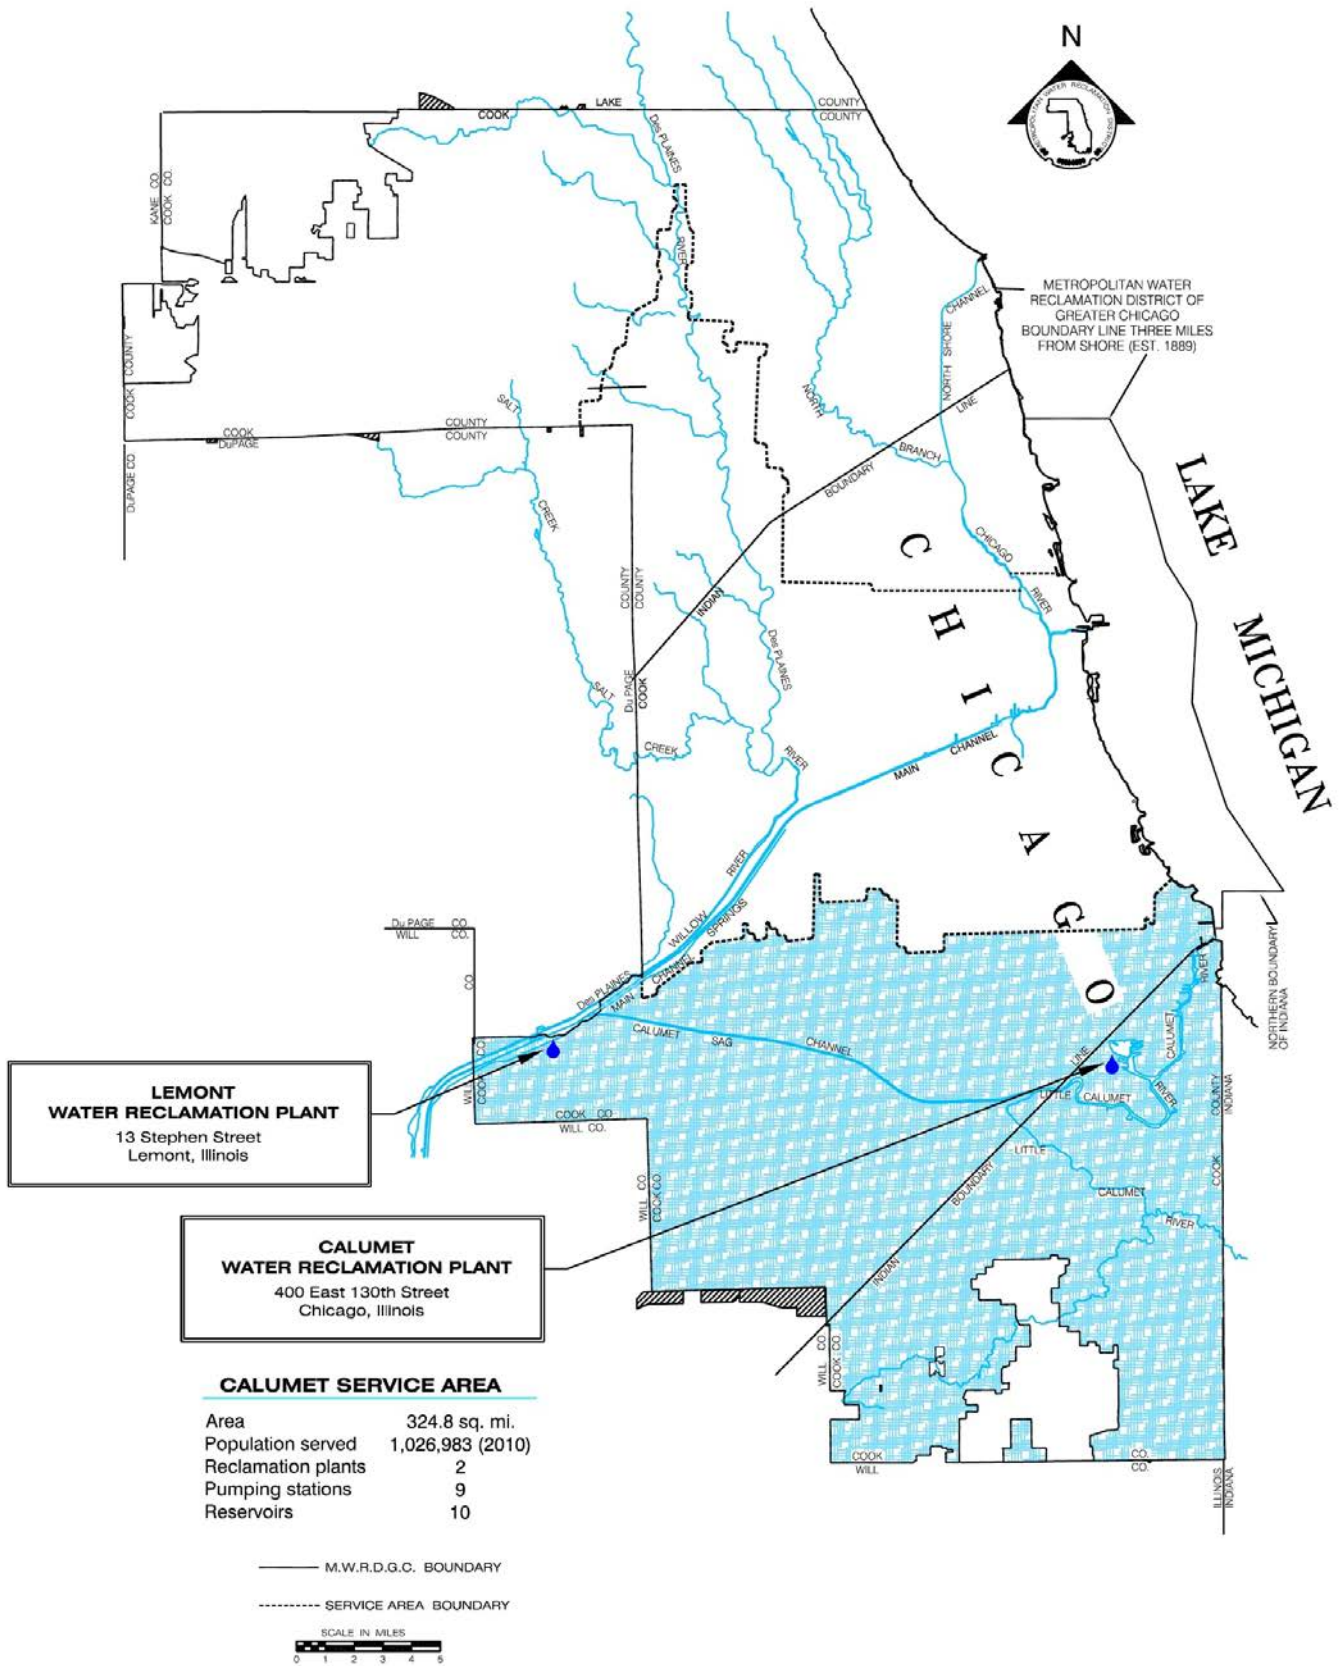 N
METROPOLITAN WATER RECLAMATION DISTRICT
LAKE
COOK
COUNTY
COUNTY
Des PLAINES
RIVER
KANE CO.
COOK CO.
METROPOLITAN WATER
RECLAMATION DISTRICT OF
GREATER CHICAGO
BOUNDARY LINE THREE MILES
FROM SHORE (EST. 1889)
NORTH SHORE
CHANNEL
COOK COUNTY
DuPAGE CO.
COOK
DuPAGE
COUNTY
COUNTY
SALT
CREEK
NORTH
BRANCH
INDIAN
BOUNDARY
LINE
LAKE
MICHIGAN
CHICAGO
RIVER
CHICAGO
COUNTY
COUNTY
Du PAGE
COOK
Des PLAINES
RIVER
SALT
CREEK
MAIN
CHANNEL
RIVER
WILLOW
SPRINGS
Du PAGE CO.
WILL CO.
CO
Des PLAINES
MAIN
CHANNEL
CALUMET
SAG
CHANNEL
WILL CO
COOK CO
COOK CO
WILL CO.
RIVER
CALUMET
LINE
LITTLE
CALUMET
RIVER
NORTHERN BOUNDARY
OF INDIANA
COOK COUNTY
INDIANA
LITTLE
CALUMET
RIVER
BOUNDARY
INDIAN
WILL CO
COOK CO
LEMONT
WATER RECLAMATION PLANT
13 Stephen Street
Lemont, Illinois
CALUMET
WATER RECLAMATION PLANT
400 East 130th Street
Chicago, Illinois
WILL CO
COOK CO.
COOK CO.
WILL CO.
ILLINOIS
INDIANA
CALUMET SERVICE AREA
Area 324.8 sq. mi.
Population served 1,026,983 (2010)
Reclamation plants 2
Pumping stations 9
Reservoirs 10
M.W.R.D.G.C. BOUNDARY
SERVICE AREA BOUNDARY
SCALE IN MILES
0 1 2 3 4 5